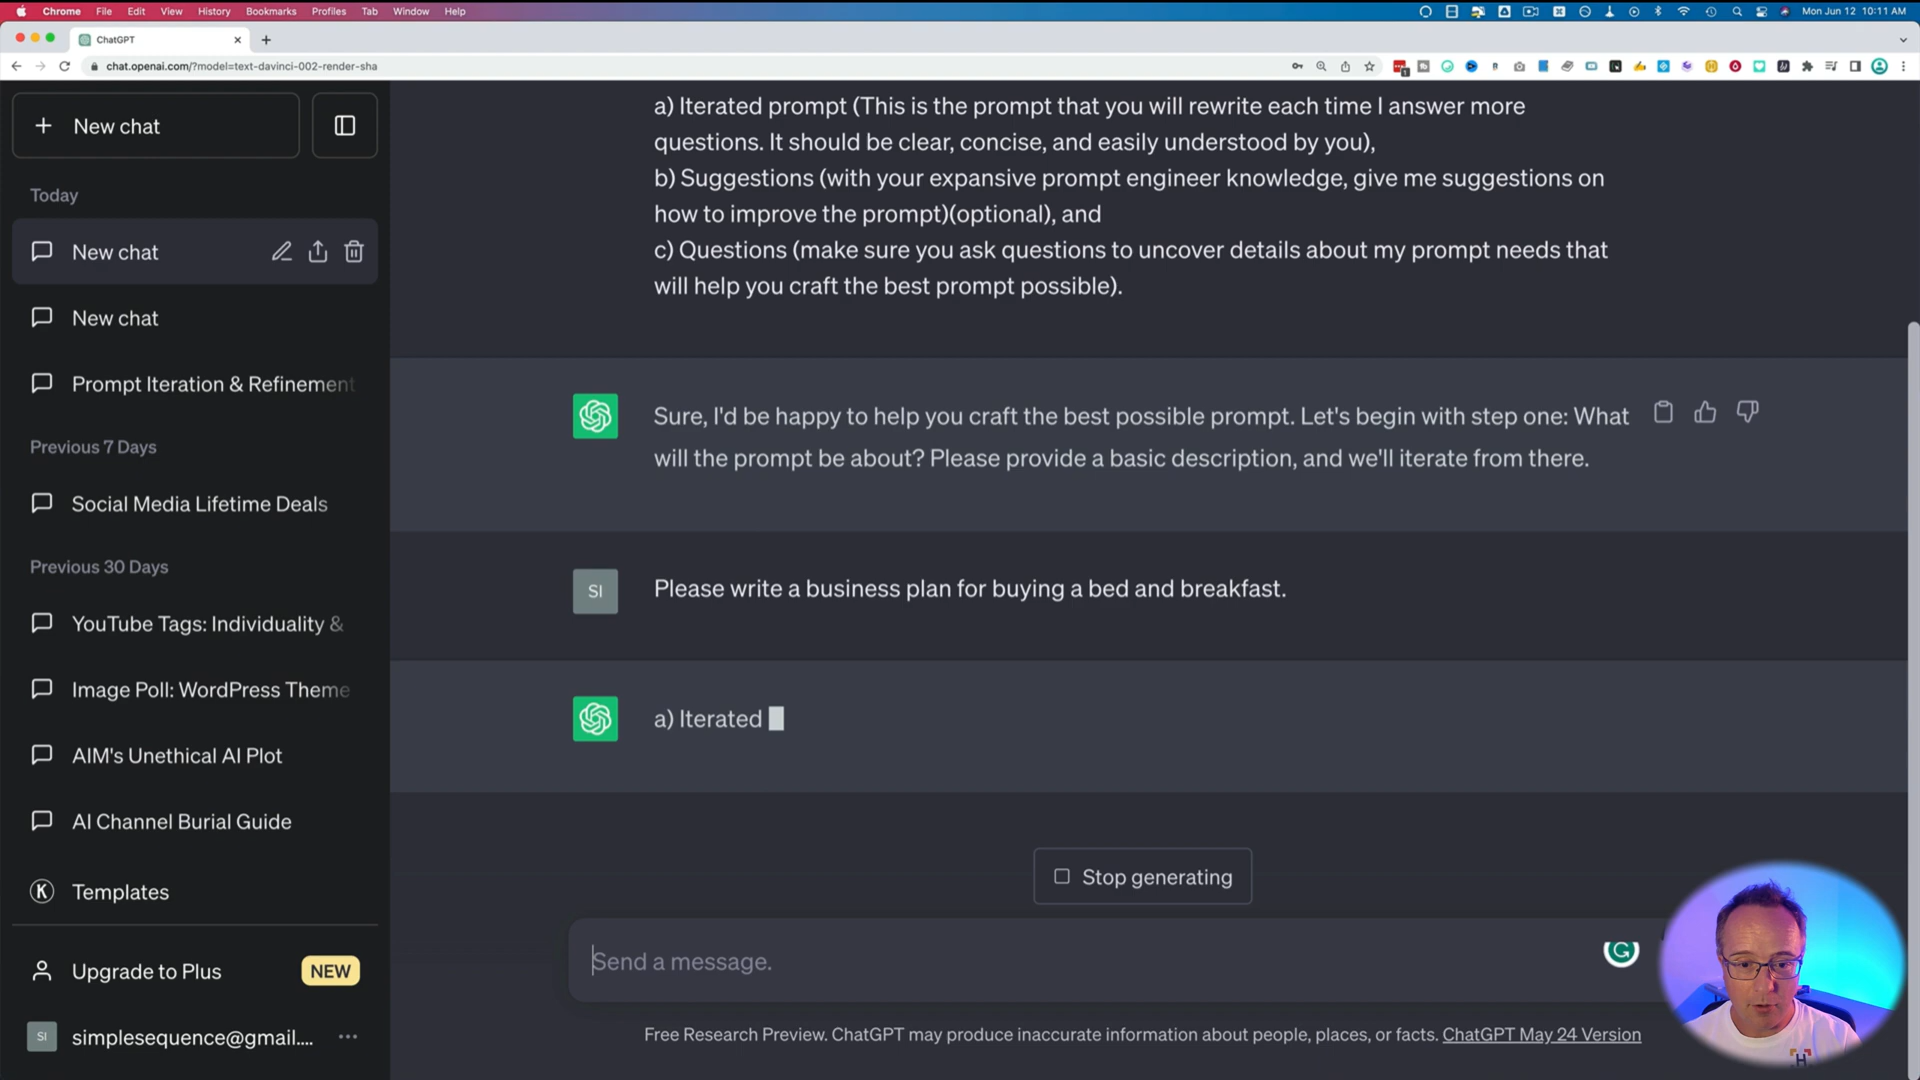 Chrome File Edit View History Bookmarks Profiles Tab Window Help Mon Jun 12 10:11 AM
ChatGPT
chat.openai.com/?model=text-davinci-002-render-sha
New chat
Today
New chat
New chat
Prompt Iteration & Refinement
Previous 7 Days
Social Media Lifetime Deals
Previous 30 Days
YouTube Tags: Individuality &
Image Poll: WordPress Theme
AIM's Unethical AI Plot
AI Channel Burial Guide
K Templates
Upgrade to Plus NEW
SI simplesequence@gmail....
a) Iterated prompt (This is the prompt that you will rewrite each time I answer more
questions. It should be clear, concise, and easily understood by you),
b) Suggestions (with your expansive prompt engineer knowledge, give me suggestions on
how to improve the prompt)(optional), and
c) Questions (make sure you ask questions to uncover details about my prompt needs that
will help you craft the best prompt possible).
Sure, I'd be happy to help you craft the best possible prompt. Let's begin with step one: What
will the prompt be about? Please provide a basic description, and we'll iterate from there.
SI Please write a business plan for buying a bed and breakfast.
a) Iterated
Stop generating
Send a message.
G
Free Research Preview. ChatGPT may produce inaccurate information about people, places, or facts. ChatGPT May 24 Version
H